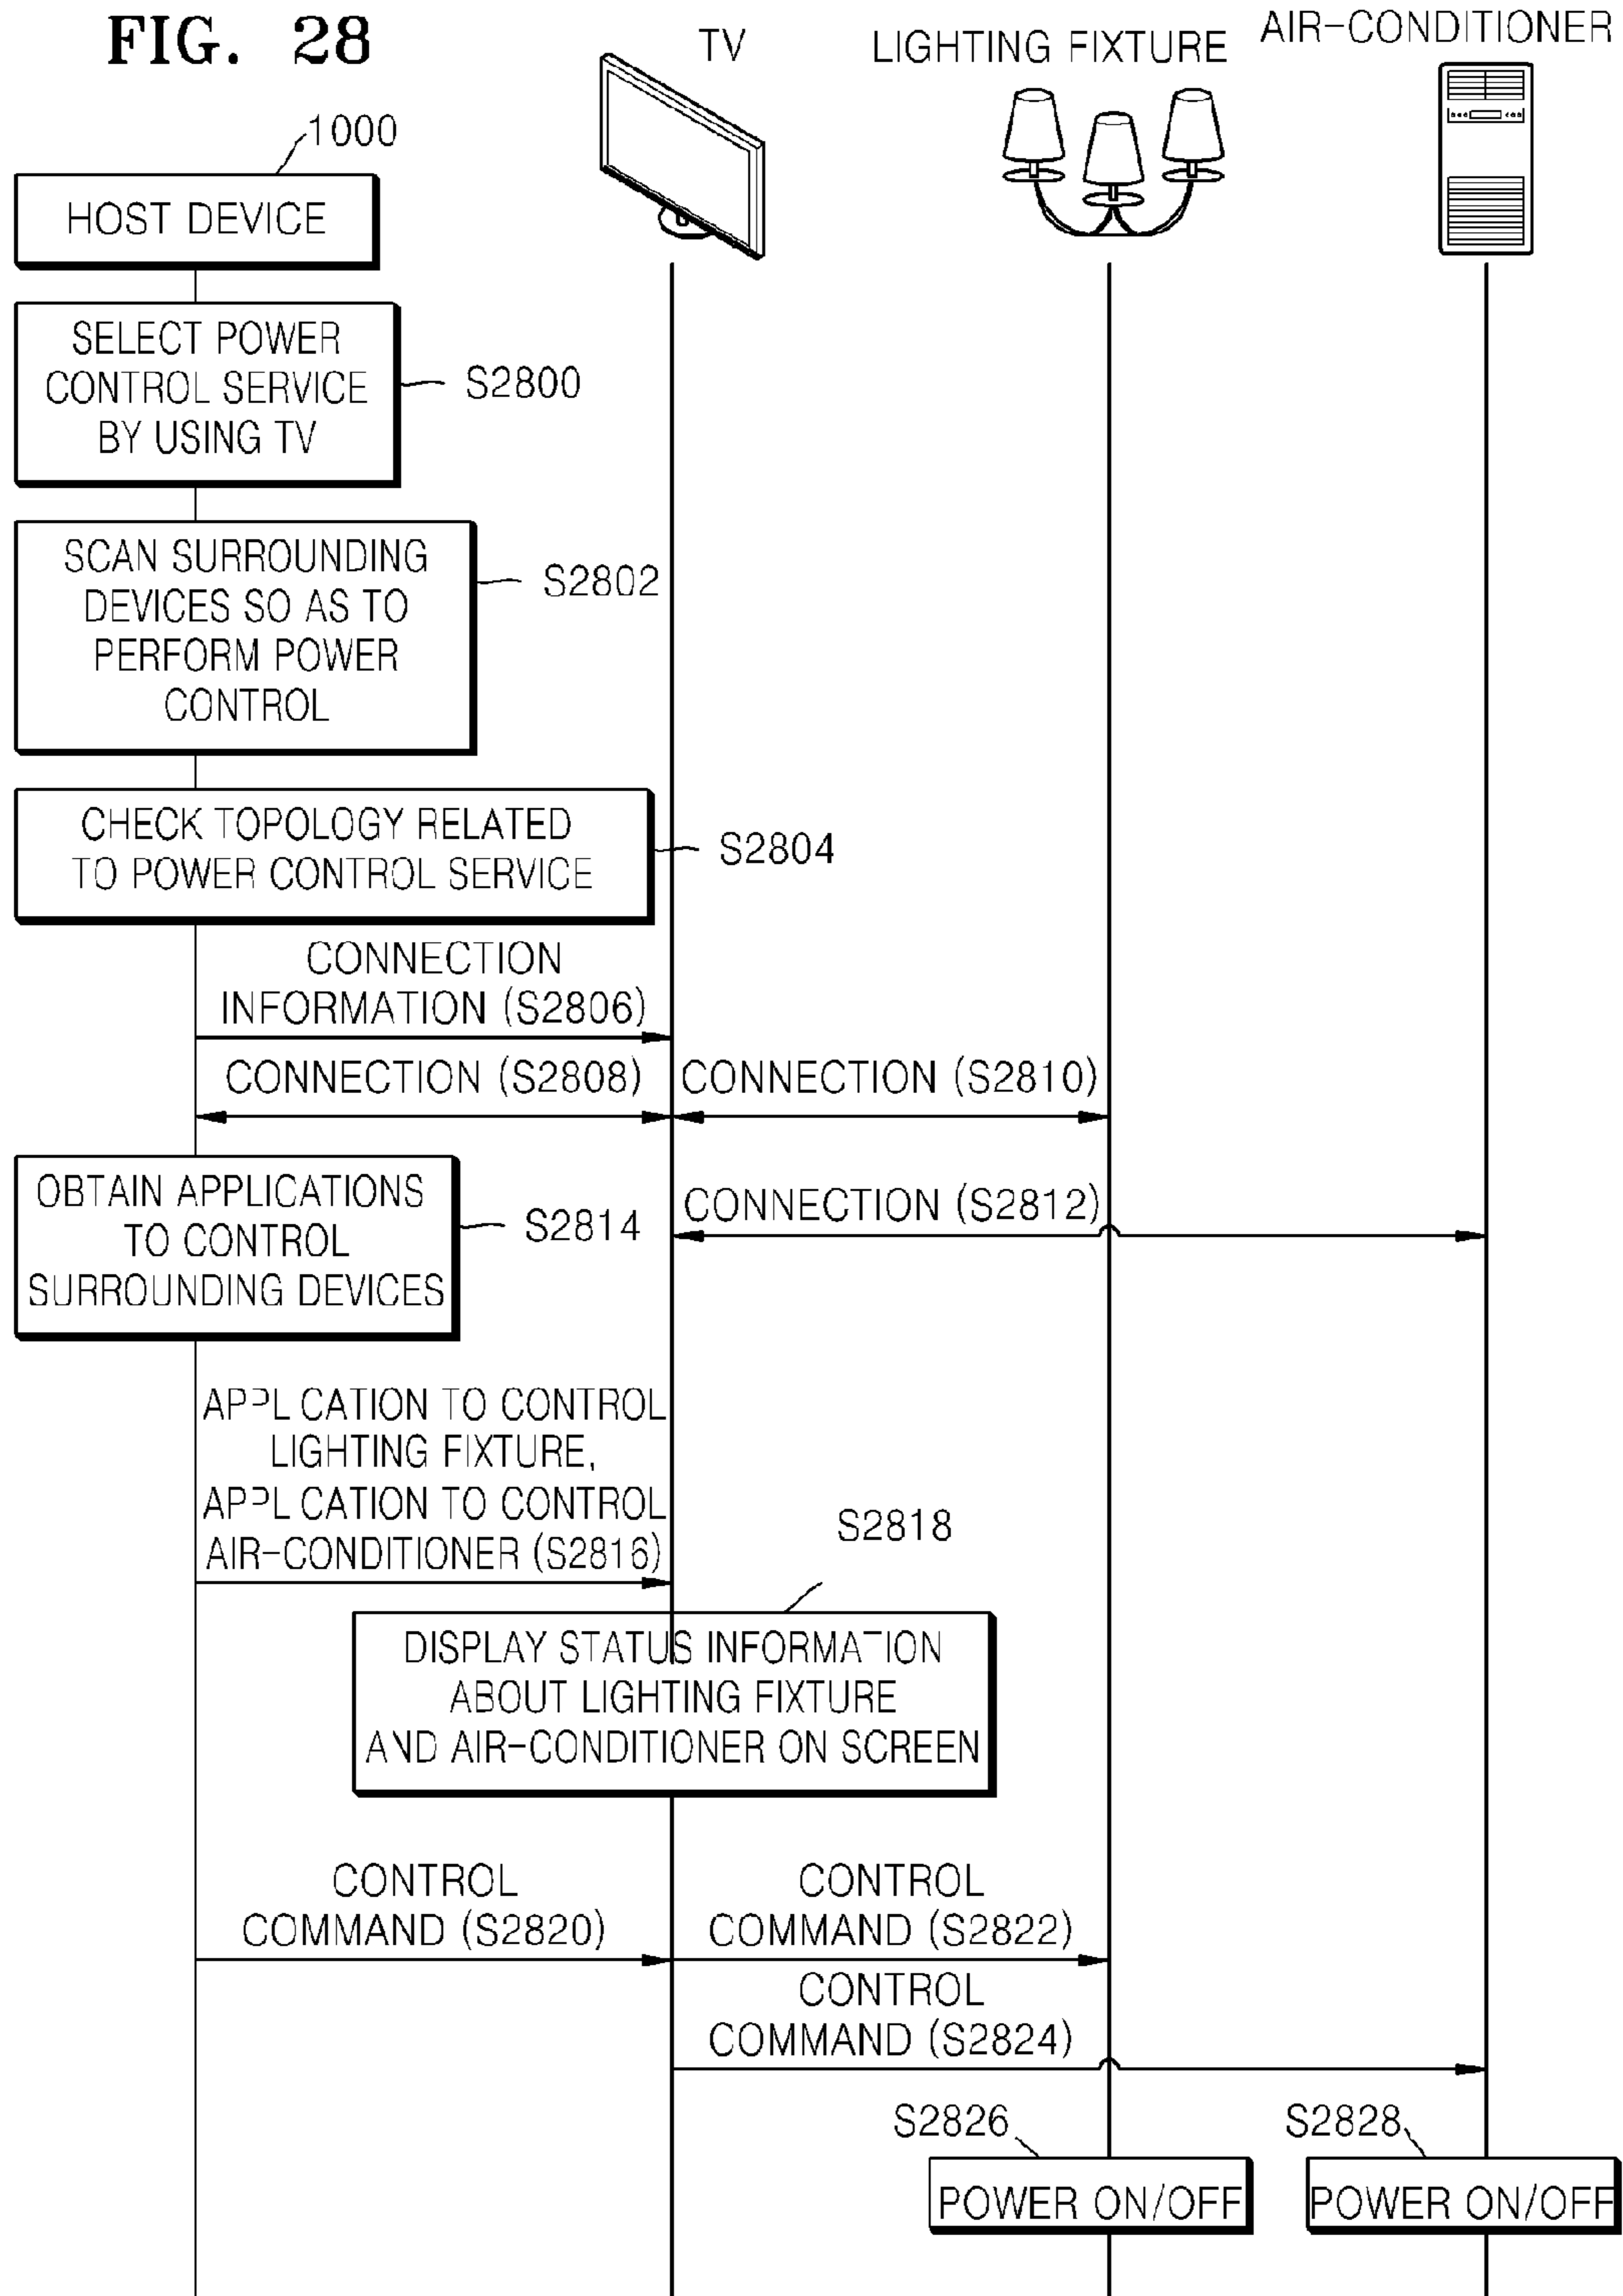 FIG. 28
TV
LIGHTING FIXTURE
AIR-CONDITIONER
1000
HOST DEVICE
SELECT POWER
CONTROL SERVICE
BY USING TV
S2800
SCAN SURROUNDING
DEVICES SO AS TO
PERFORM POWER
CONTROL
S2802
CHECK TOPOLOGY RELATED
TO POWER CONTROL SERVICE
S2804
CONNECTION
INFORMATION (S2806)
CONNECTION (S2808)
CONNECTION (S2810)
OBTAIN APPLICATIONS
TO CONTROL
SURROUNDING DEVICES
S2814
CONNECTION (S2812)
APPLICATION TO CONTROL
LIGHTING FIXTURE,
APPLICATION TO CONTROL
AIR-CONDITIONER (S2816)
S2818
DISPLAY STATUS INFORMATION
ABOUT LIGHTING FIXTURE
AND AIR-CONDITIONER ON SCREEN
CONTROL
COMMAND (S2820)
CONTROL
COMMAND (S2822)
CONTROL
COMMAND (S2824)
S2826
POWER ON/OFF
S2828
POWER ON/OFF